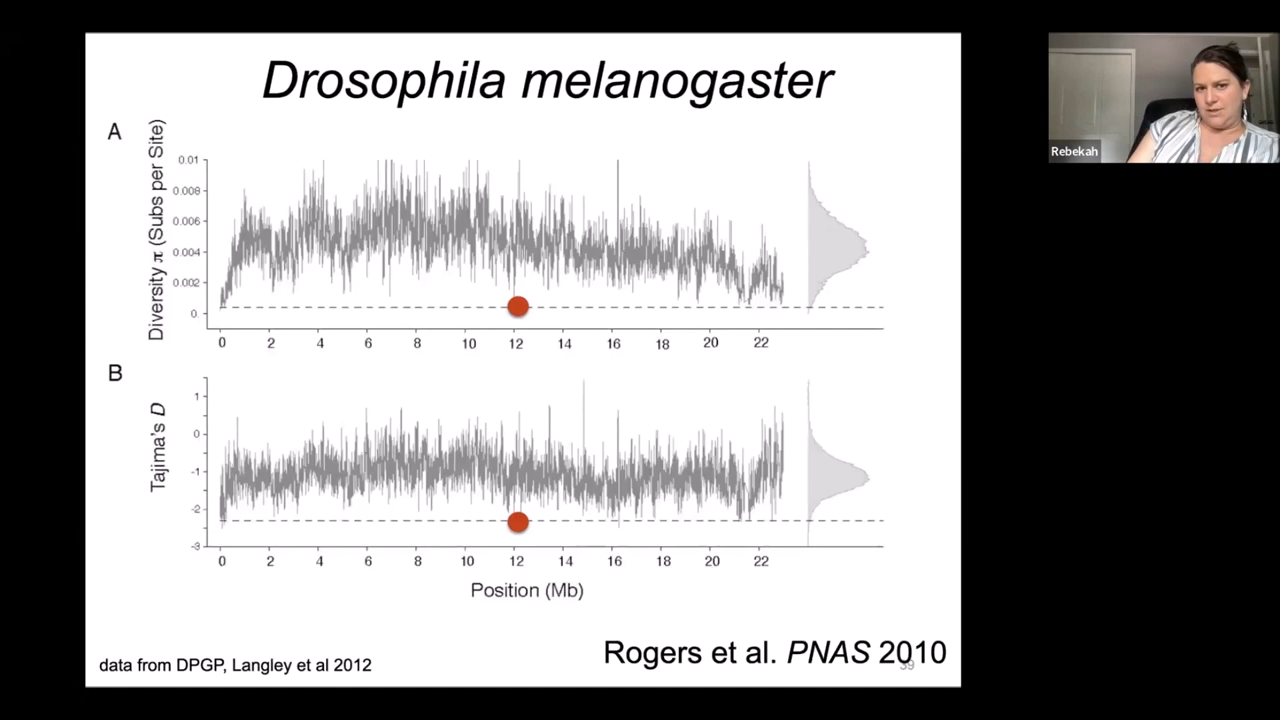 Drosophila melanogaster
A
Diversity π (Subs per Site)
0.01
0.008
0.006
0.004
0.002
0.
0 2 4 6 8 10 12 14 16 18 20 22
B
Tajima's D
1
0
-1
-2
-3
0 2 4 6 8 10 12 14 16 18 20 22
Position (Mb)
data from DPGP, Langley et al 2012
Rogers et al. PNAS 2010
39
Rebekah